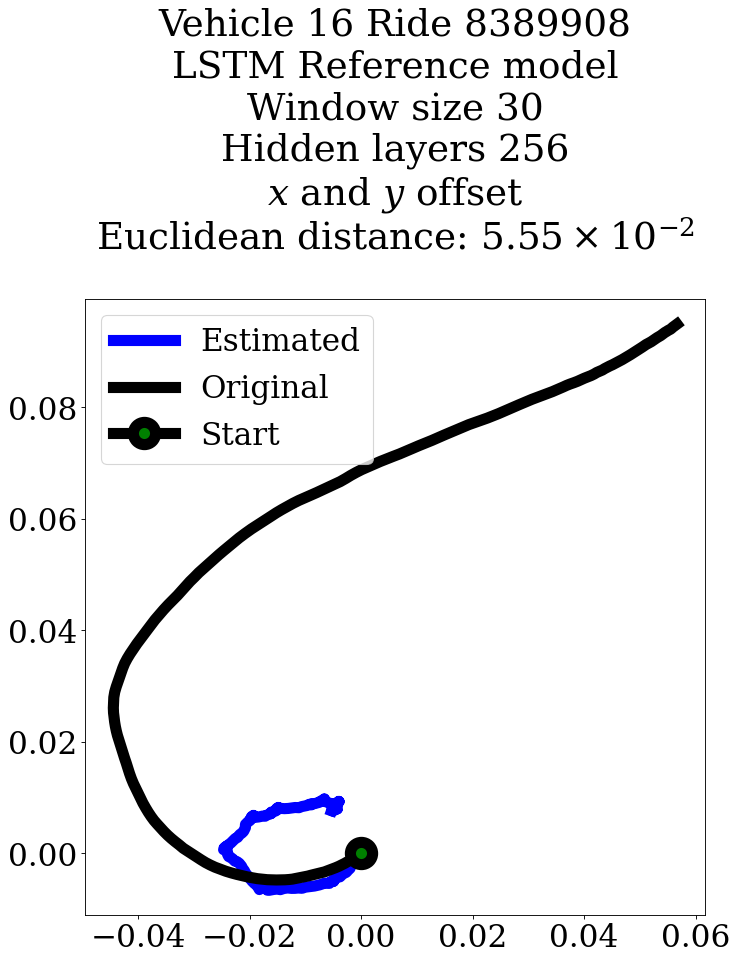 Vehicle 16 Ride 8389908
LSTM Reference model
Window size 30
Hidden layers 256
x and y offset
Euclidean distance: 5.55 × 10⁻²
Estimated
Original
Start
0.08
0.06
0.04
0.02
0.00
−0.04 −0.02 0.00 0.02 0.04 0.06